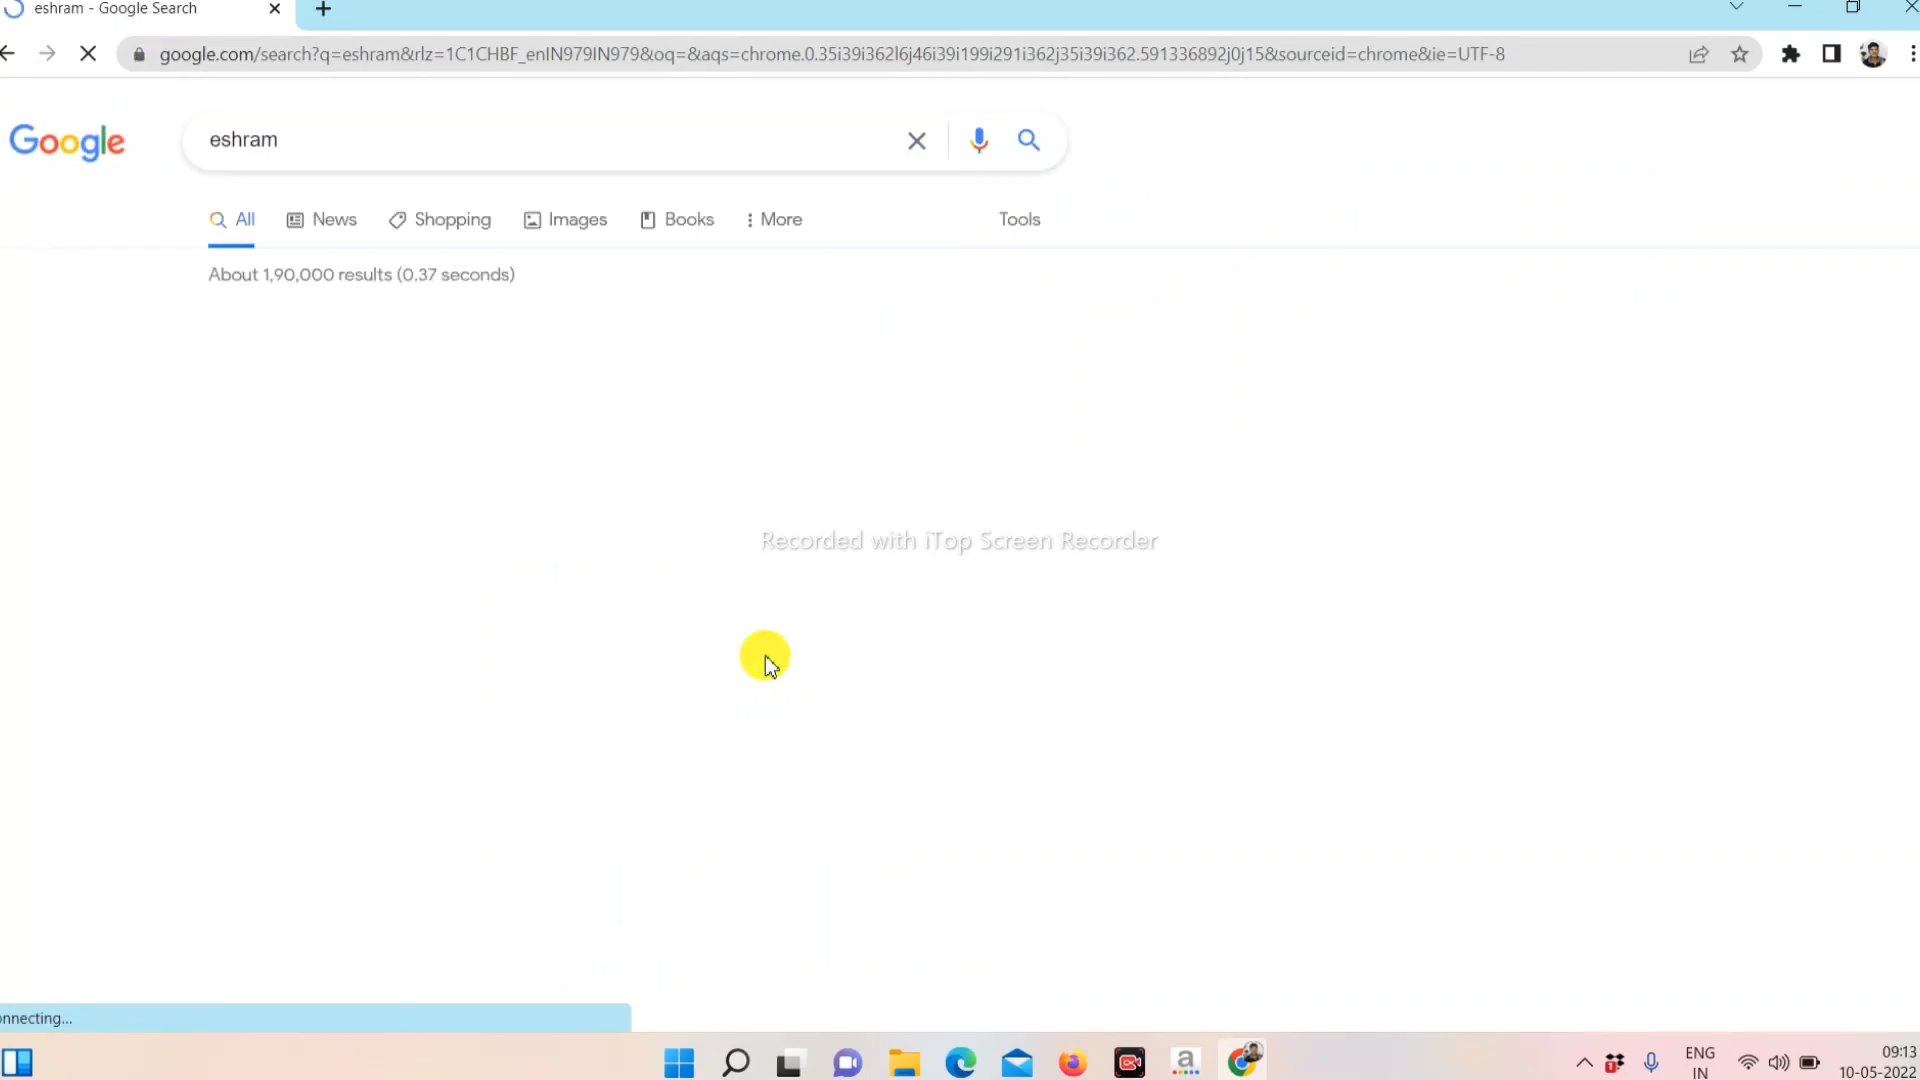 eshram - Google Search
google.com/search?q=eshram&rlz=1C1CHBF_enIN979IN979&oq=&aqs=chrome.0.35i39i362l6j46i39i199i291i362j35i39i362.591336892j0j15&sourceid=chrome&ie=UTF-8
Google
eshram
All News Shopping Images Books More Tools
About 1,90,000 results (0.37 seconds)
Recorded with iTop Screen Recorder
onnecting...
a
1
ENG
IN
09:13
10-05-2022